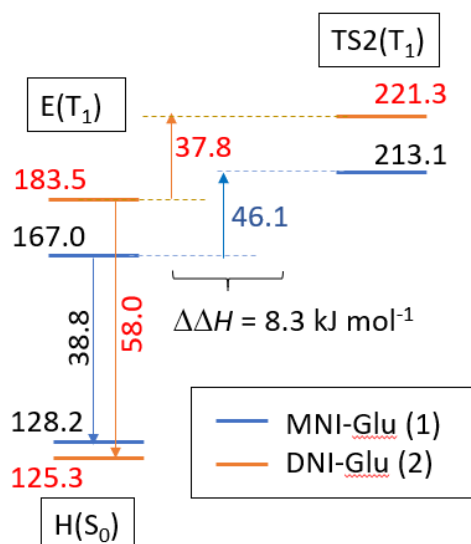 TS2(T₁)
E(T₁)
221.3
37.8
213.1
183.5
46.1
167.0
38.8
58.0
ΔΔH = 8.3 kJ mol⁻¹
128.2
125.3
MNI-Glu (1)
DNI-Glu (2)
H(S₀)